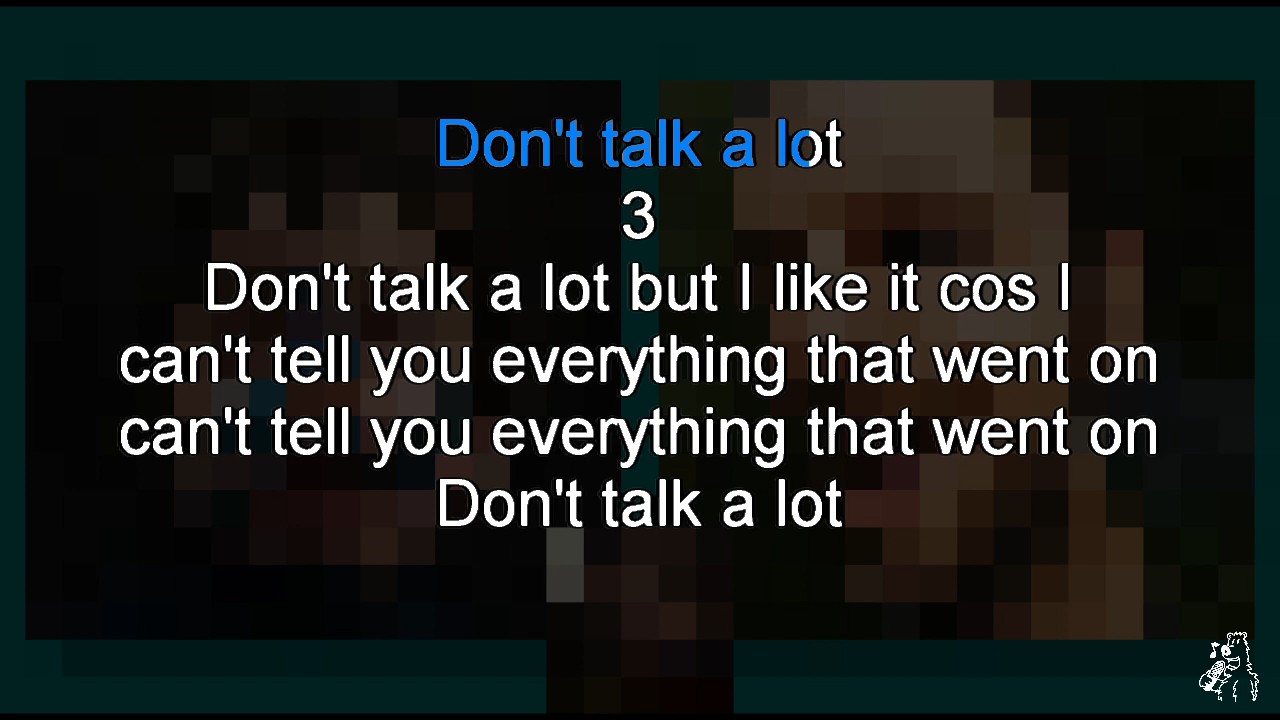 Don't talk a lot
3
Don't talk a lot but I like it cos I
can't tell you everything that went on
can't tell you everything that went on
Don't talk a lot